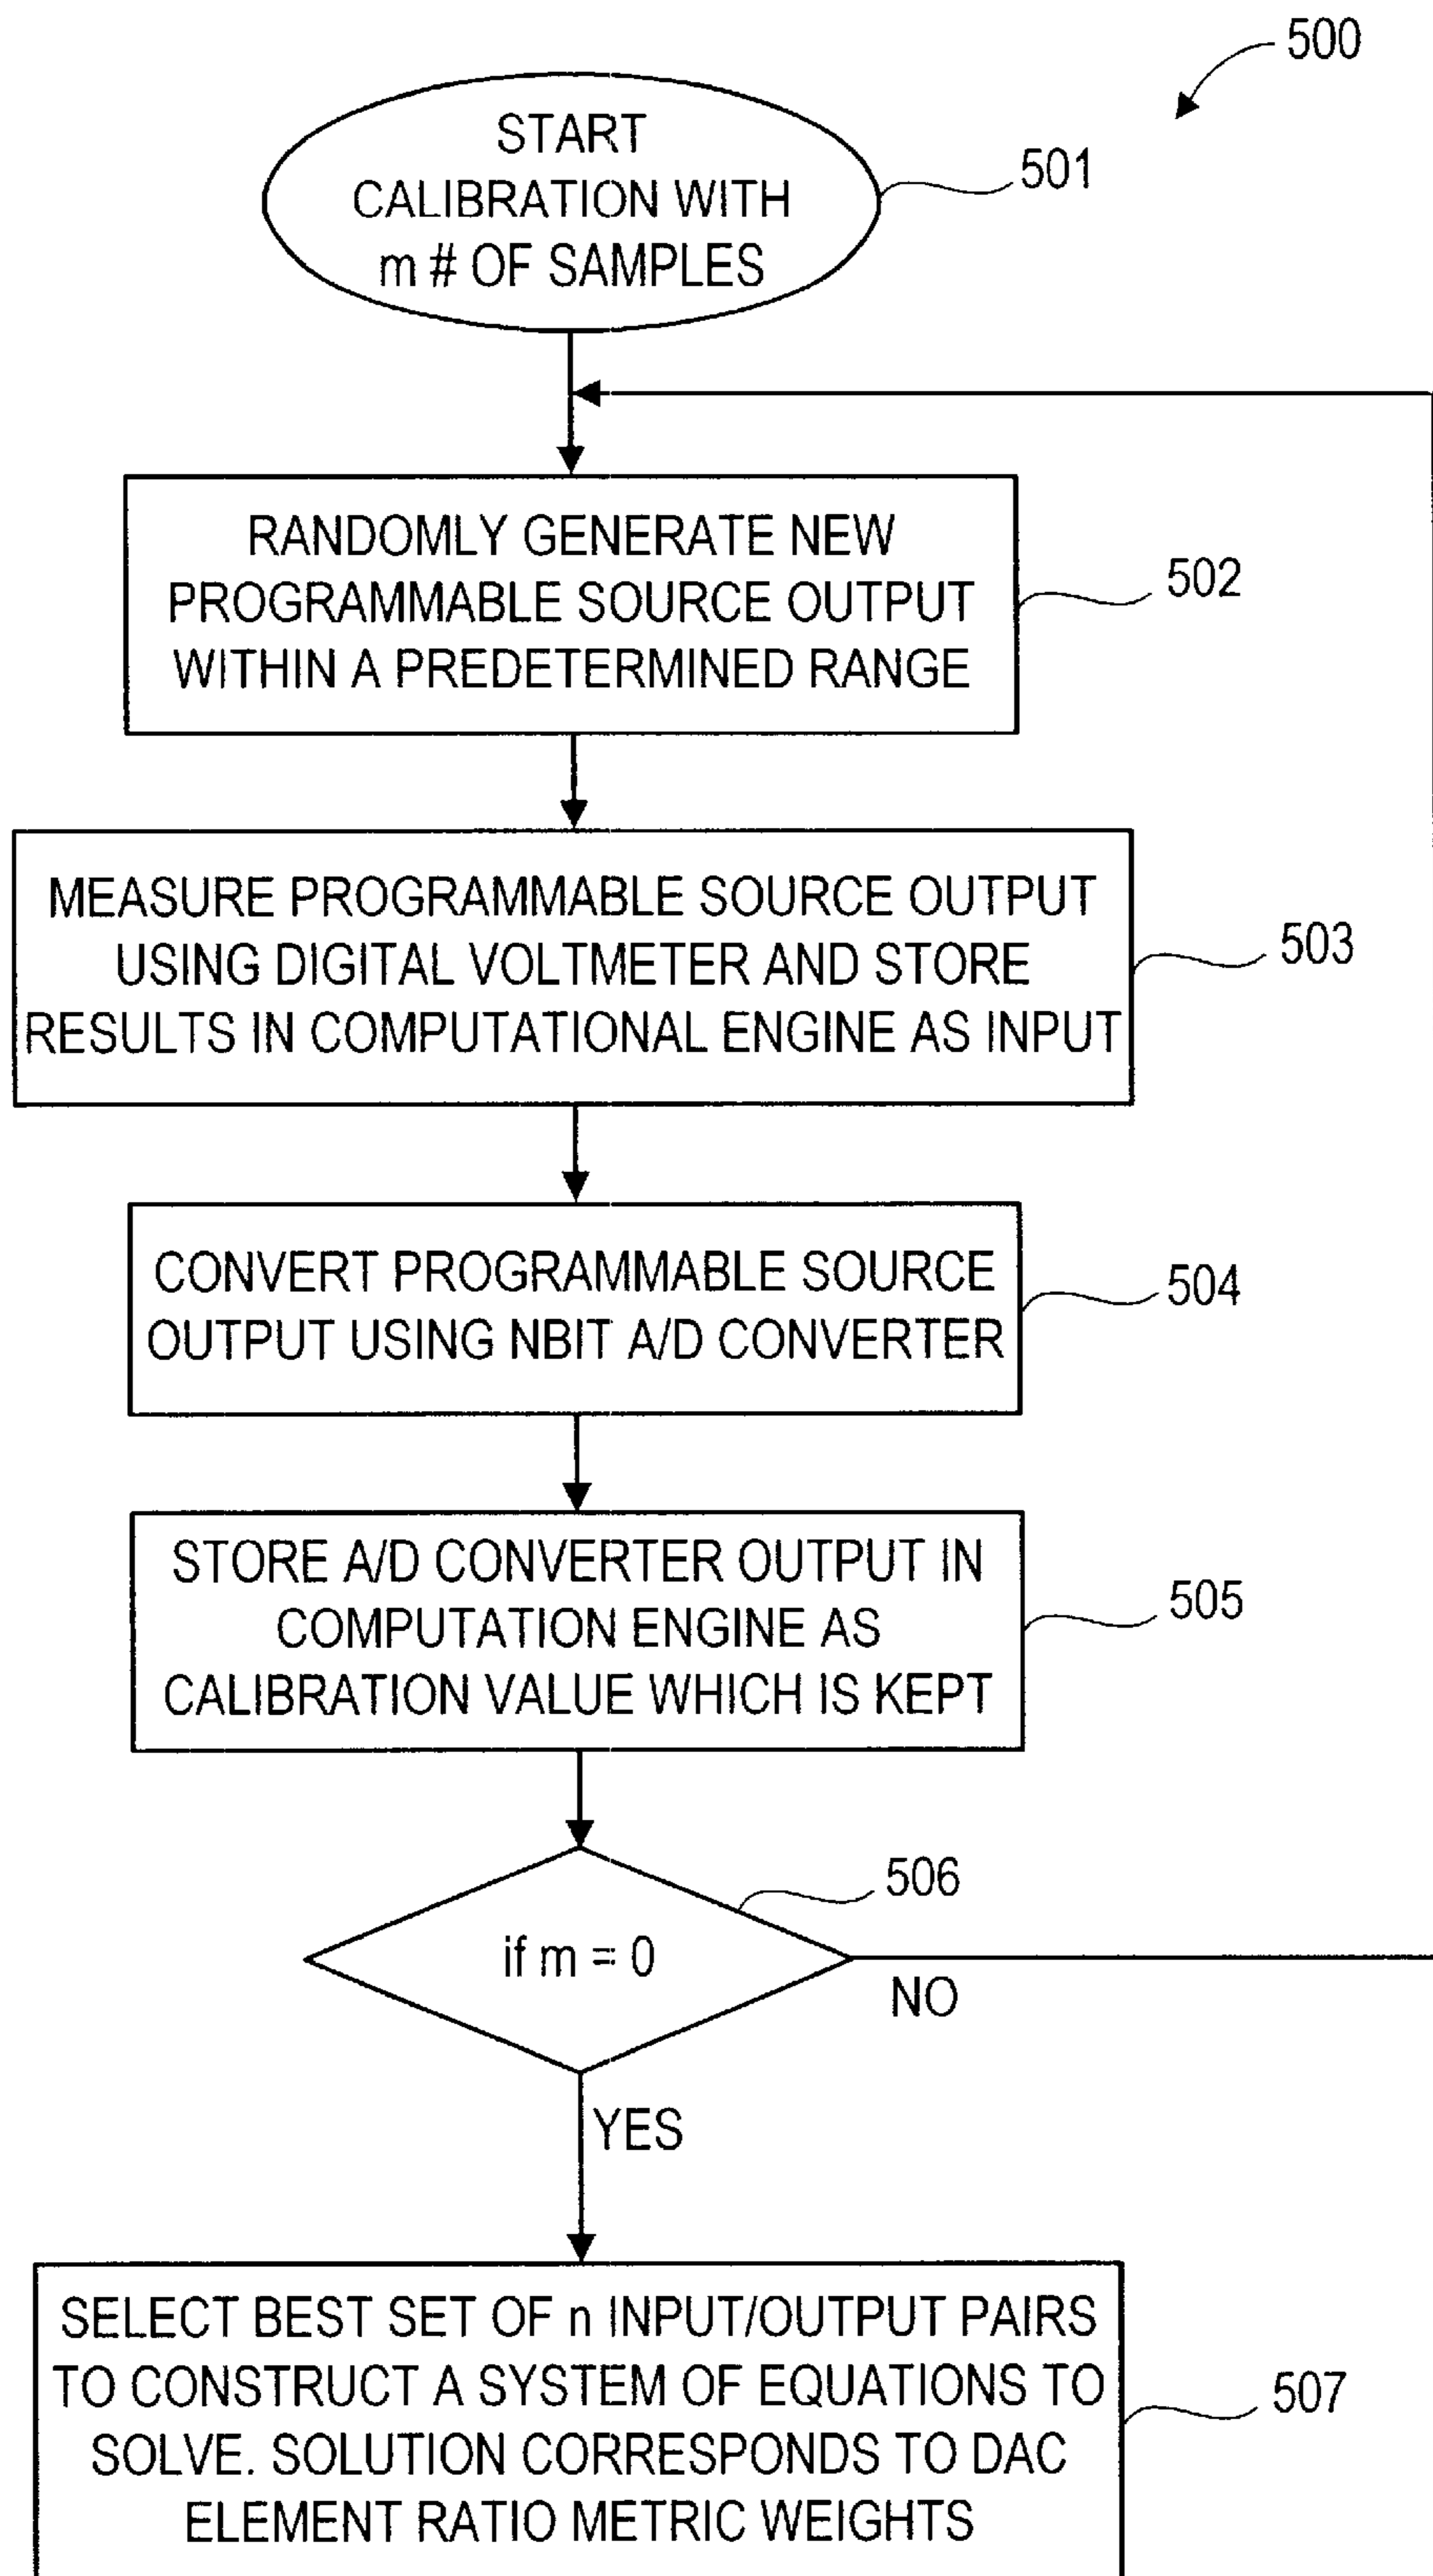 500
START
CALIBRATION WITH
m # OF SAMPLES
501
RANDOMLY GENERATE NEW
PROGRAMMABLE SOURCE OUTPUT
WITHIN A PREDETERMINED RANGE
502
MEASURE PROGRAMMABLE SOURCE OUTPUT
USING DIGITAL VOLTMETER AND STORE
RESULTS IN COMPUTATIONAL ENGINE AS INPUT
503
CONVERT PROGRAMMABLE SOURCE
OUTPUT USING NBIT A/D CONVERTER
504
STORE A/D CONVERTER OUTPUT IN
COMPUTATION ENGINE AS
CALIBRATION VALUE WHICH IS KEPT
505
506
if m = 0
NO
YES
SELECT BEST SET OF n INPUT/OUTPUT PAIRS
TO CONSTRUCT A SYSTEM OF EQUATIONS TO
SOLVE. SOLUTION CORRESPONDS TO DAC
ELEMENT RATIO METRIC WEIGHTS
507